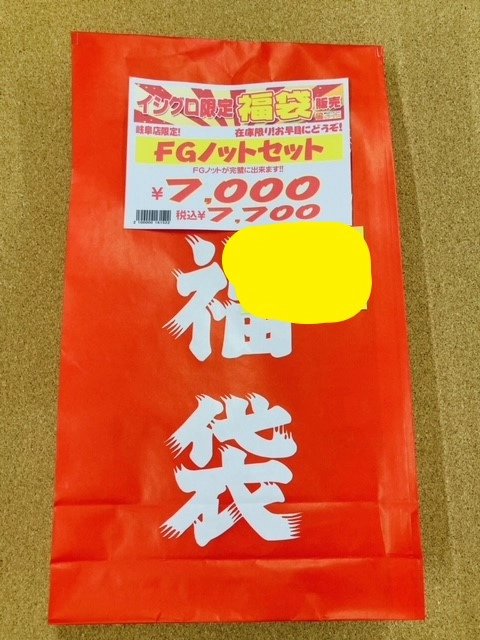 イシグロ限定 福袋 販売
岐阜店限定! 在庫限り!お早目にどうぞ!
FGノットセット
FGノットが完璧に出来ます!!
¥7,000
税込¥7,700
福
袋